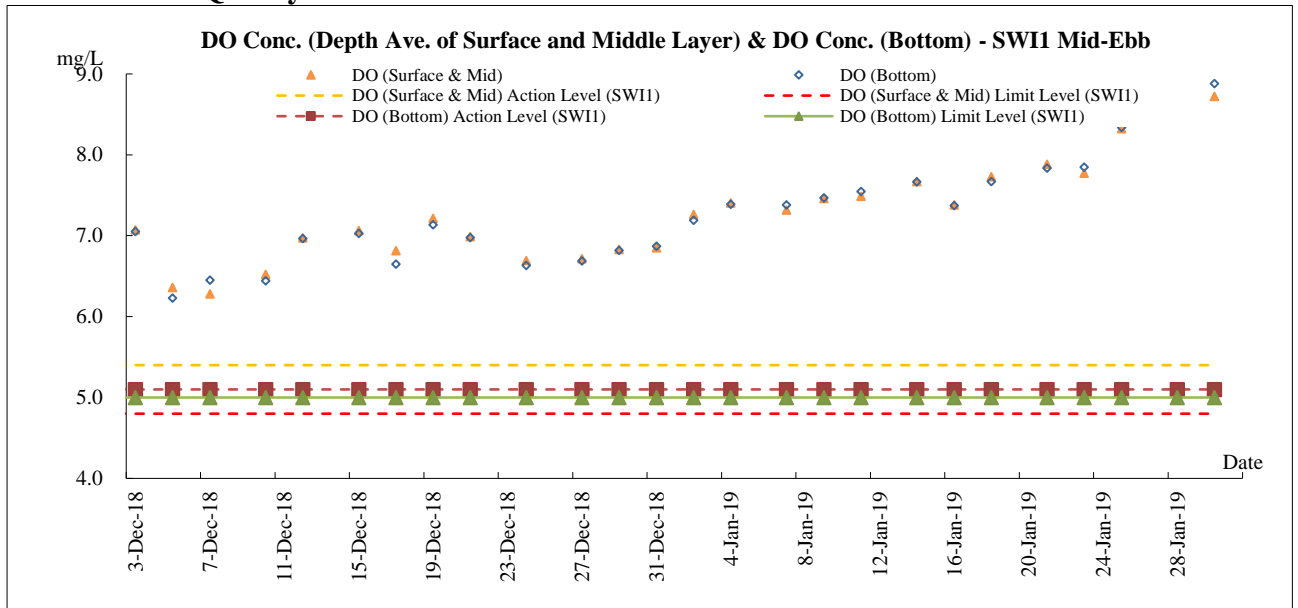 DO Conc. (Depth Ave. of Surface and Middle Layer) & DO Conc. (Bottom) - SWI1 Mid-Ebb
mg/L
9.0
8.0
7.0
6.0
5.0
4.0
DO (Surface & Mid)
DO (Bottom)
DO (Surface & Mid) Action Level (SWI1)
DO (Surface & Mid) Limit Level (SWI1)
DO (Bottom) Action Level (SWI1)
DO (Bottom) Limit Level (SWI1)
Date
3-Dec-18
7-Dec-18
11-Dec-18
15-Dec-18
19-Dec-18
23-Dec-18
27-Dec-18
31-Dec-18
4-Jan-19
8-Jan-19
12-Jan-19
16-Jan-19
20-Jan-19
24-Jan-19
28-Jan-19